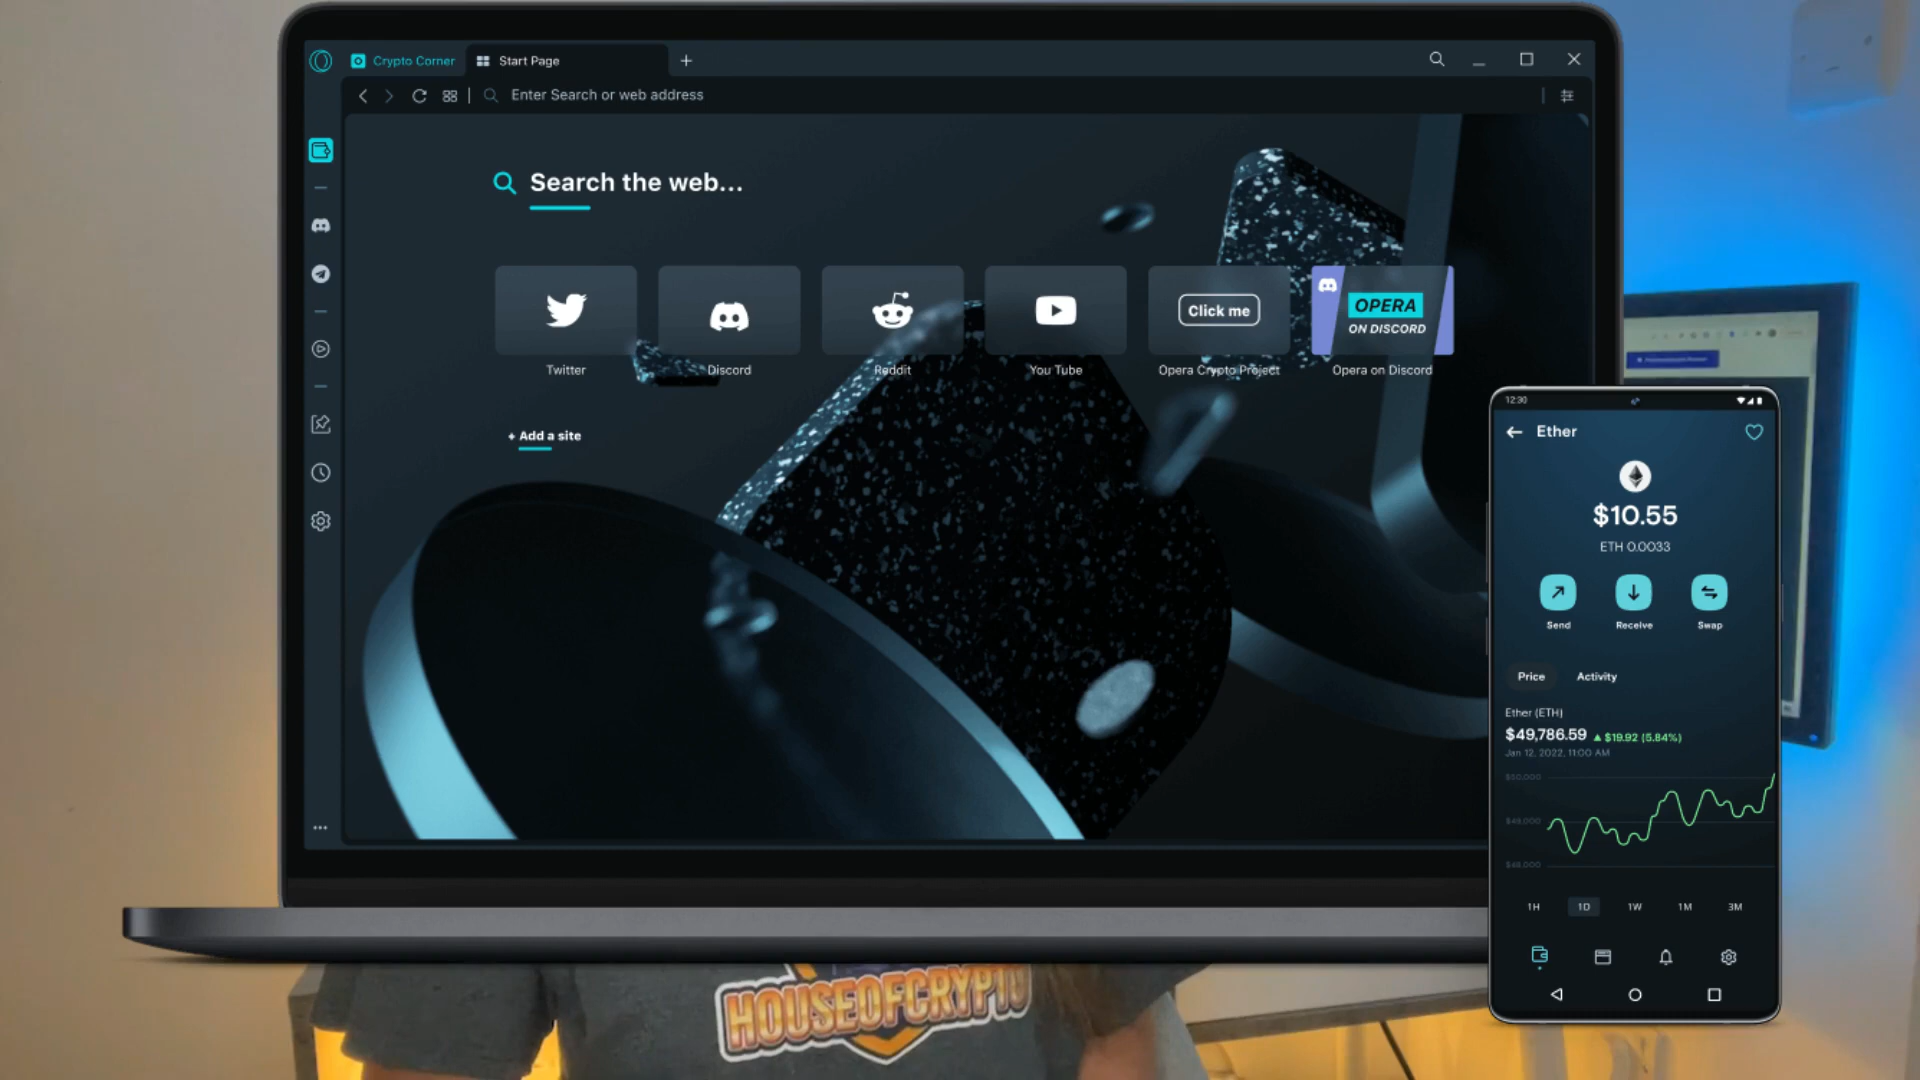 Crypto Corner
Start Page
Enter Search or web address
Search the web...
Click me
OPERA
ON DISCORD
Twitter
Discord
Reddit
You Tube
Opera Crypto Project
Opera on Discord
+ Add a site
12:30
Ether
$10.55
ETH 0.0033
Send
Receive
Swap
Price
Activity
Ether (ETH)
$49,786.59 ▲ $19.92 (5.84%)
Jan 12, 2022, 11:00 AM
$50,000
1H
1D
1W
1M
3M
HOUSEOFCRYPTO